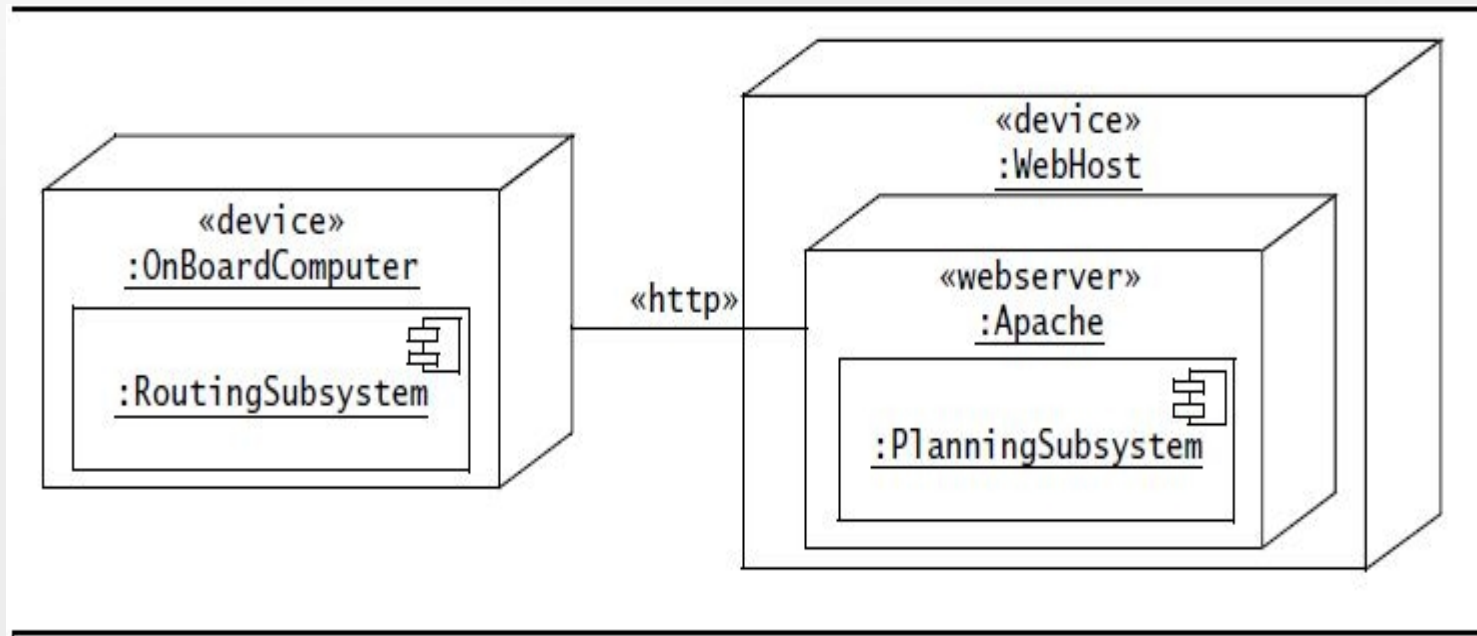 «device»
:OnBoardComputer
:RoutingSubsystem
«http»
«device»
:WebHost
«webserver»
:Apache
:PlanningSubsystem